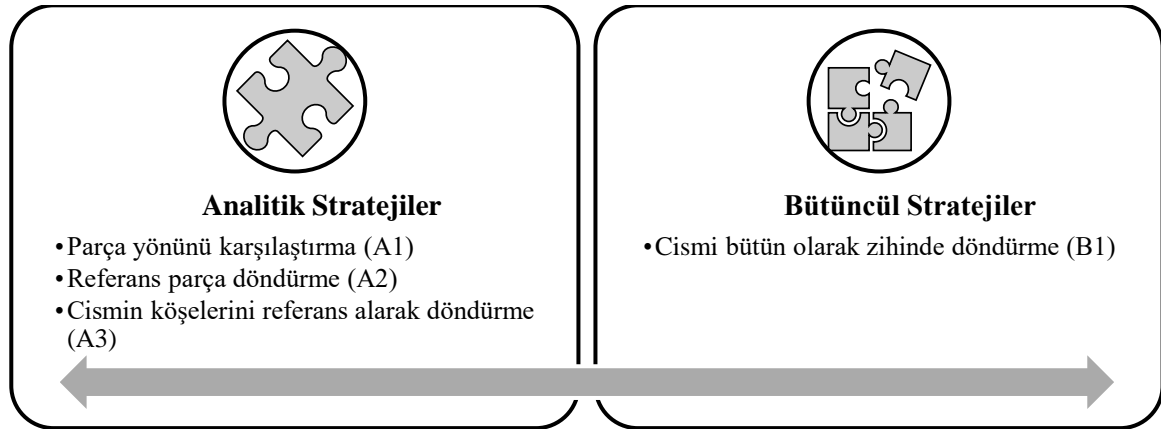 Analitik Stratejiler
•Parça yönünü karşılaştırma (A1)
•Referans parça döndürme (A2)
•Cismin köşelerini referans alarak döndürme
(A3)
Bütüncül Stratejiler
•Cismi bütün olarak zihinde döndürme (B1)